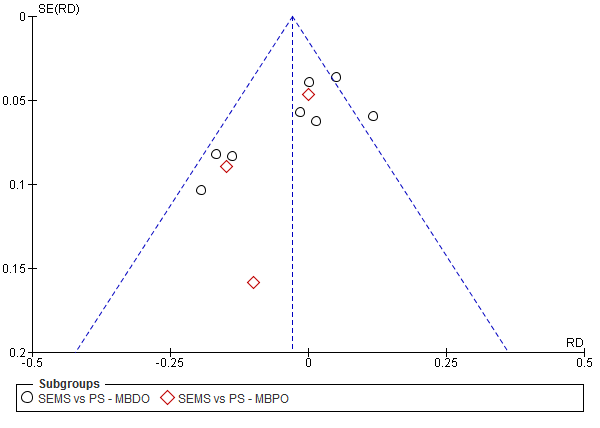 SE(RD)
0
0.05
0.1
0.15
0.2
-0.5
-0.25
0
0.25
0.5
RD
Subgroups
SEMS vs PS - MBDO
SEMS vs PS - MBPO